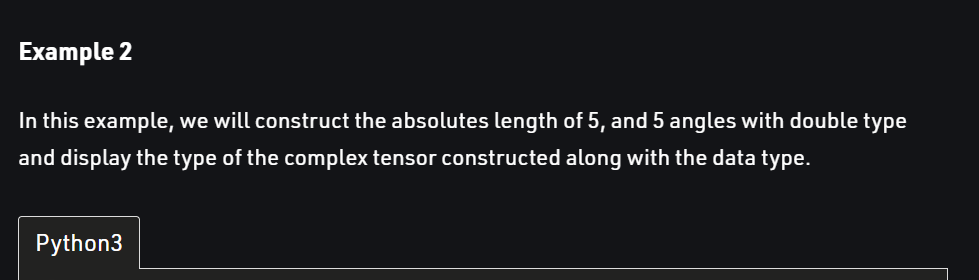 Example 2
In this example, we will construct the absolutes length of 5, and 5 angles with double type
and display the type of the complex tensor constructed along with the data type.
Python3